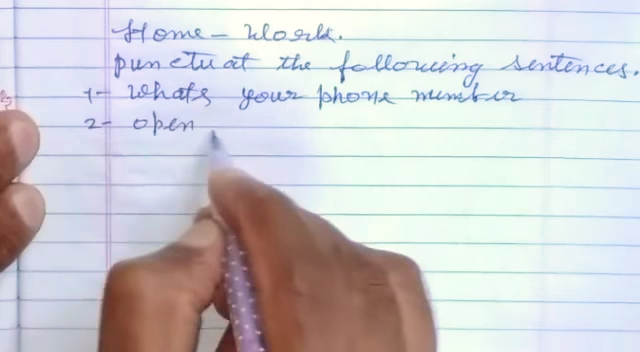 Home - Work.
punctuat the following sentences.
1- whats your phone number
2- open